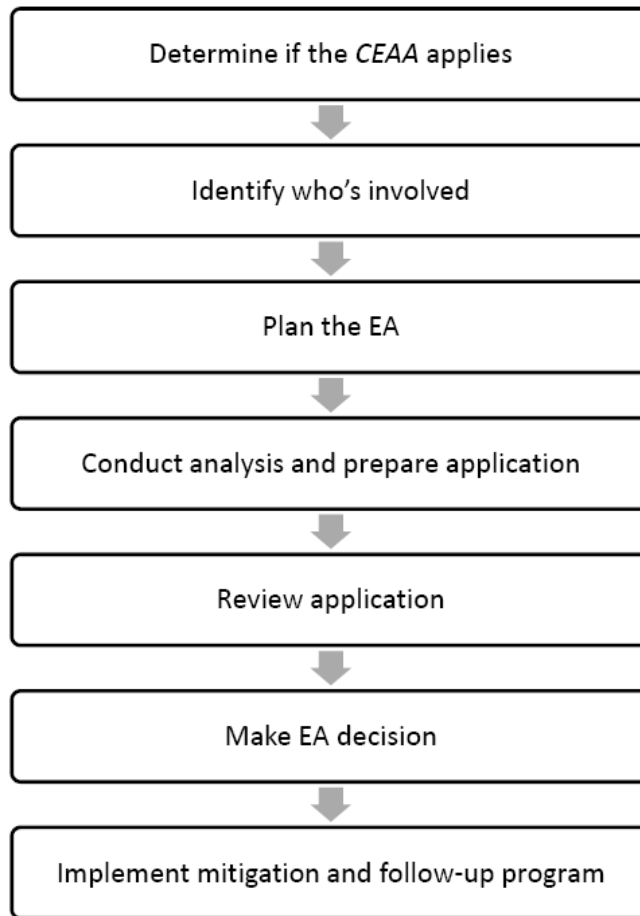 Determine if the CEAA applies
Identify who's involved
Plan the EA
Conduct analysis and prepare application
Review application
Make EA decision
Implement mitigation and follow-up program